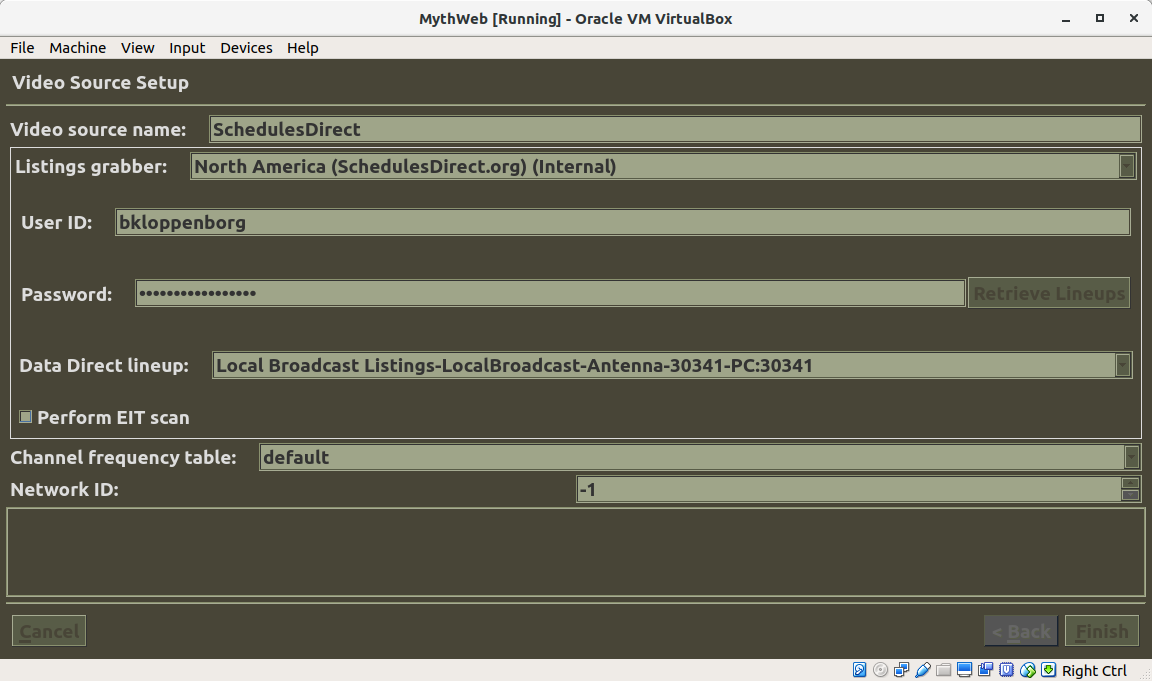 MythWeb [Running] - Oracle VM VirtualBox
File Machine View Input Devices Help
Video Source Setup
Video source name: SchedulesDirect
Listings grabber: North America (SchedulesDirect.org) (Internal)
User ID: bkloppenborg
Password: •••••••••••••••••
Retrieve Lineups
Data Direct lineup: Local Broadcast Listings-LocalBroadcast-Antenna-30341-PC:30341
Perform EIT scan
Channel frequency table: default
Network ID: -1
Cancel < Back Finish
Right Ctrl